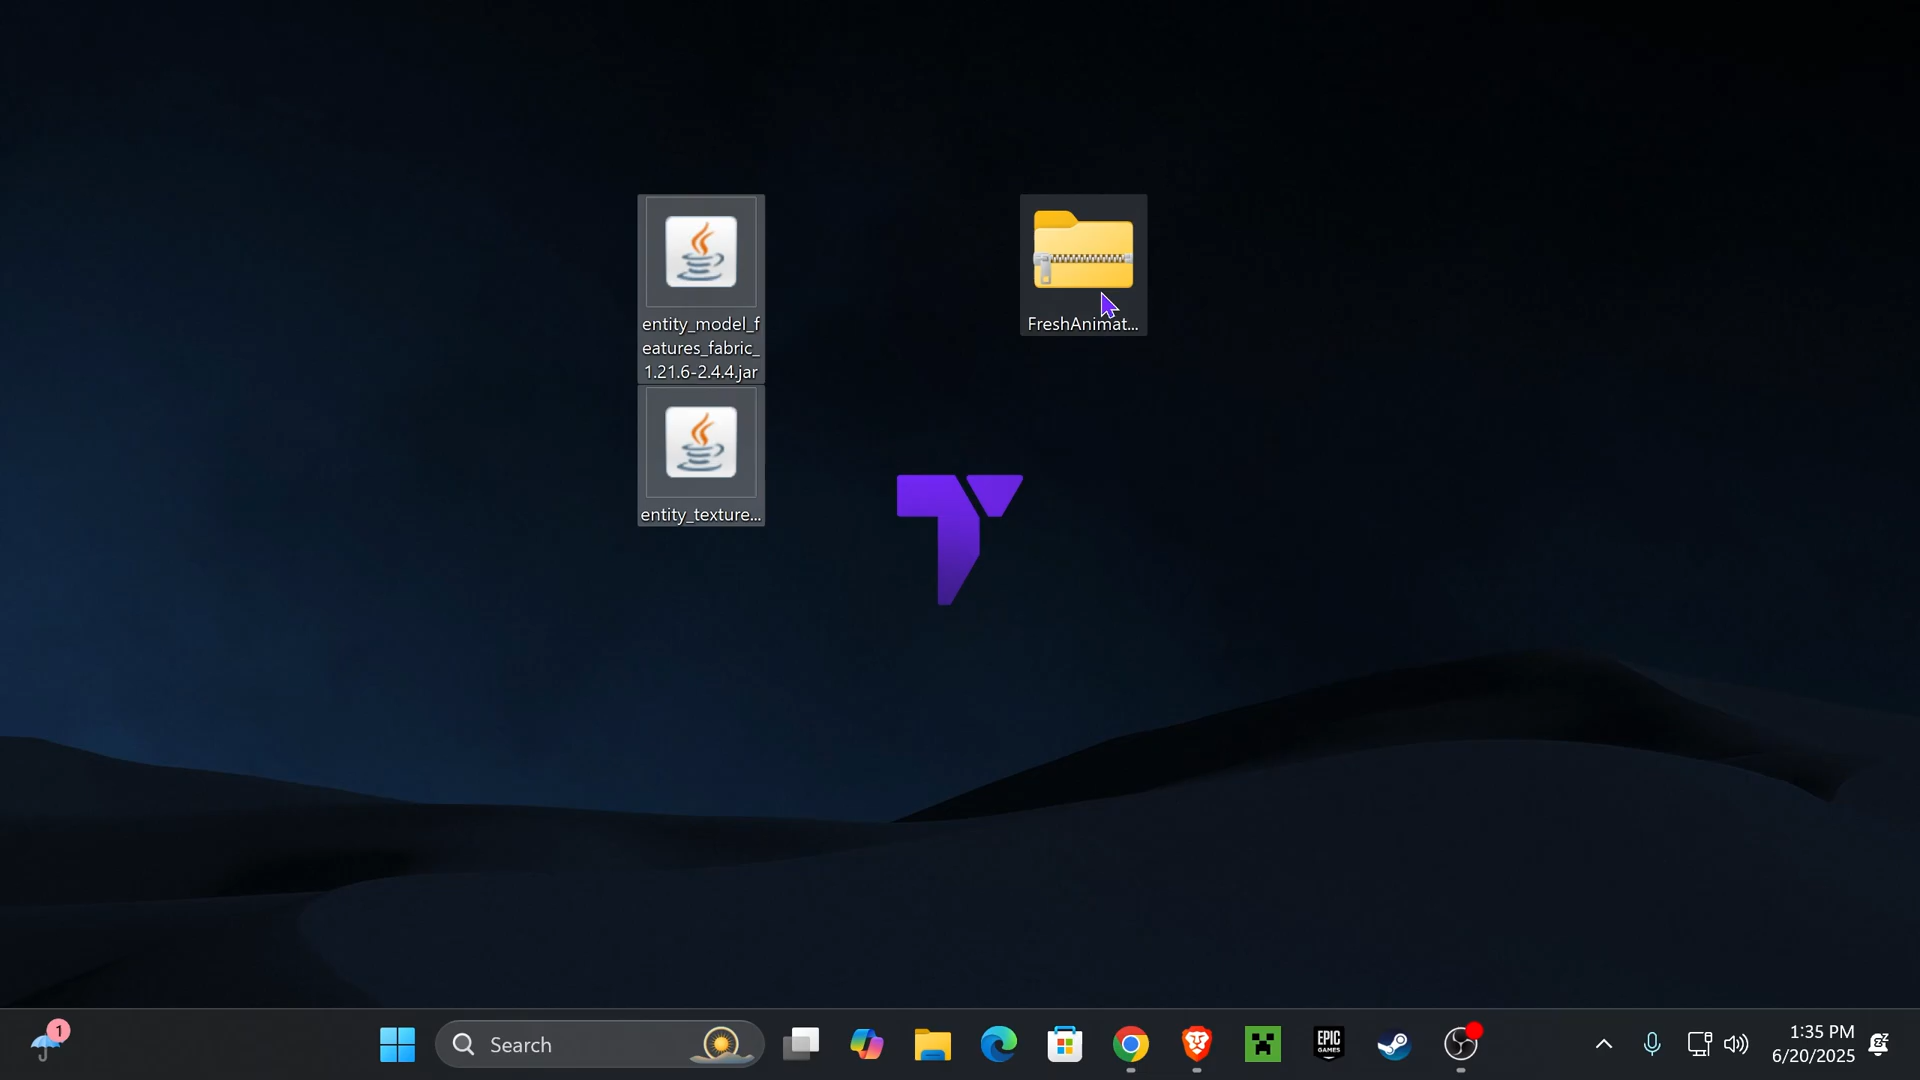 entity_model_f
eatures_fabric_
1.21.6-2.4.4.jar
FreshAnimat...
entity_texture...
1
Search
EPIC
GAMES
1:35 PM
6/20/2025